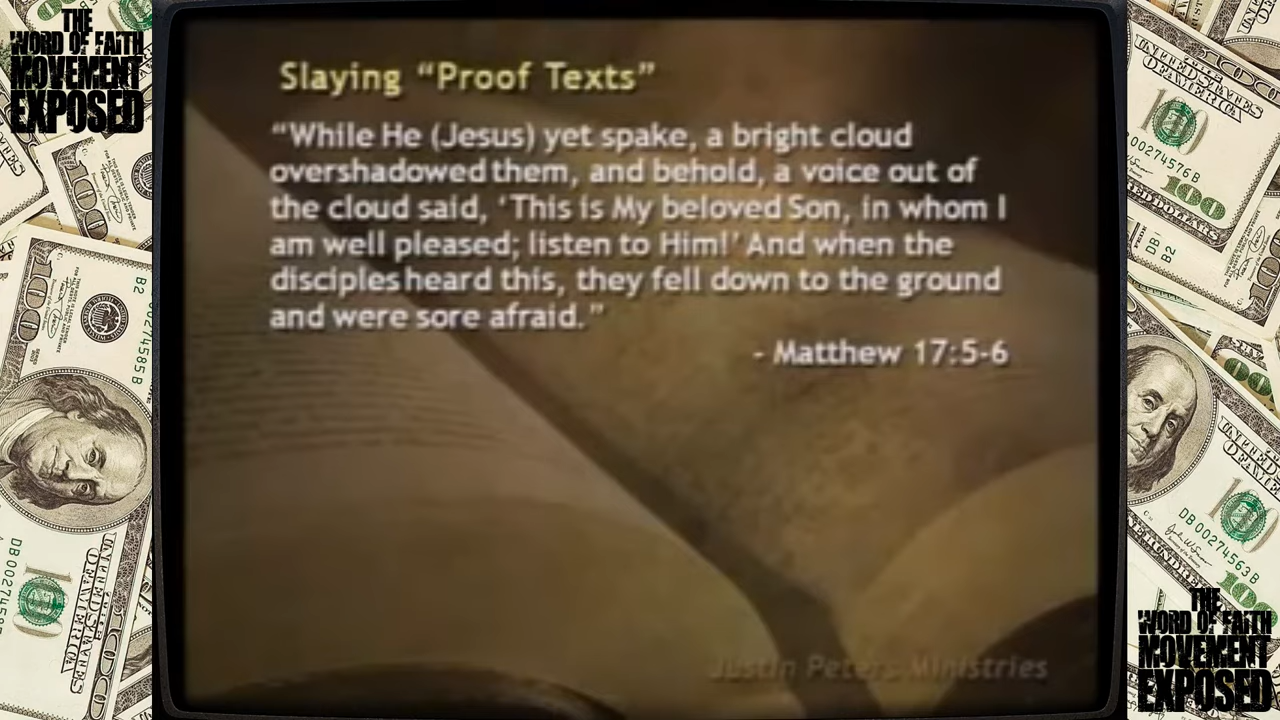 THE
WORD OF FAITH
MOVEMENT
EXPOSED
Slaying “Proof Texts”
“While He (Jesus) yet spake, a bright cloud
overshadowed them, and behold, a voice out of
the cloud said, ‘This is My beloved Son, in whom I
am well pleased; listen to Him!’ And when the
disciples heard this, they fell down to the ground
and were sore afraid.”
- Matthew 17:5-6
Justin Peters Ministries
THE
WORD OF FAITH
MOVEMENT
EXPOSED
100
DB 00274563 B